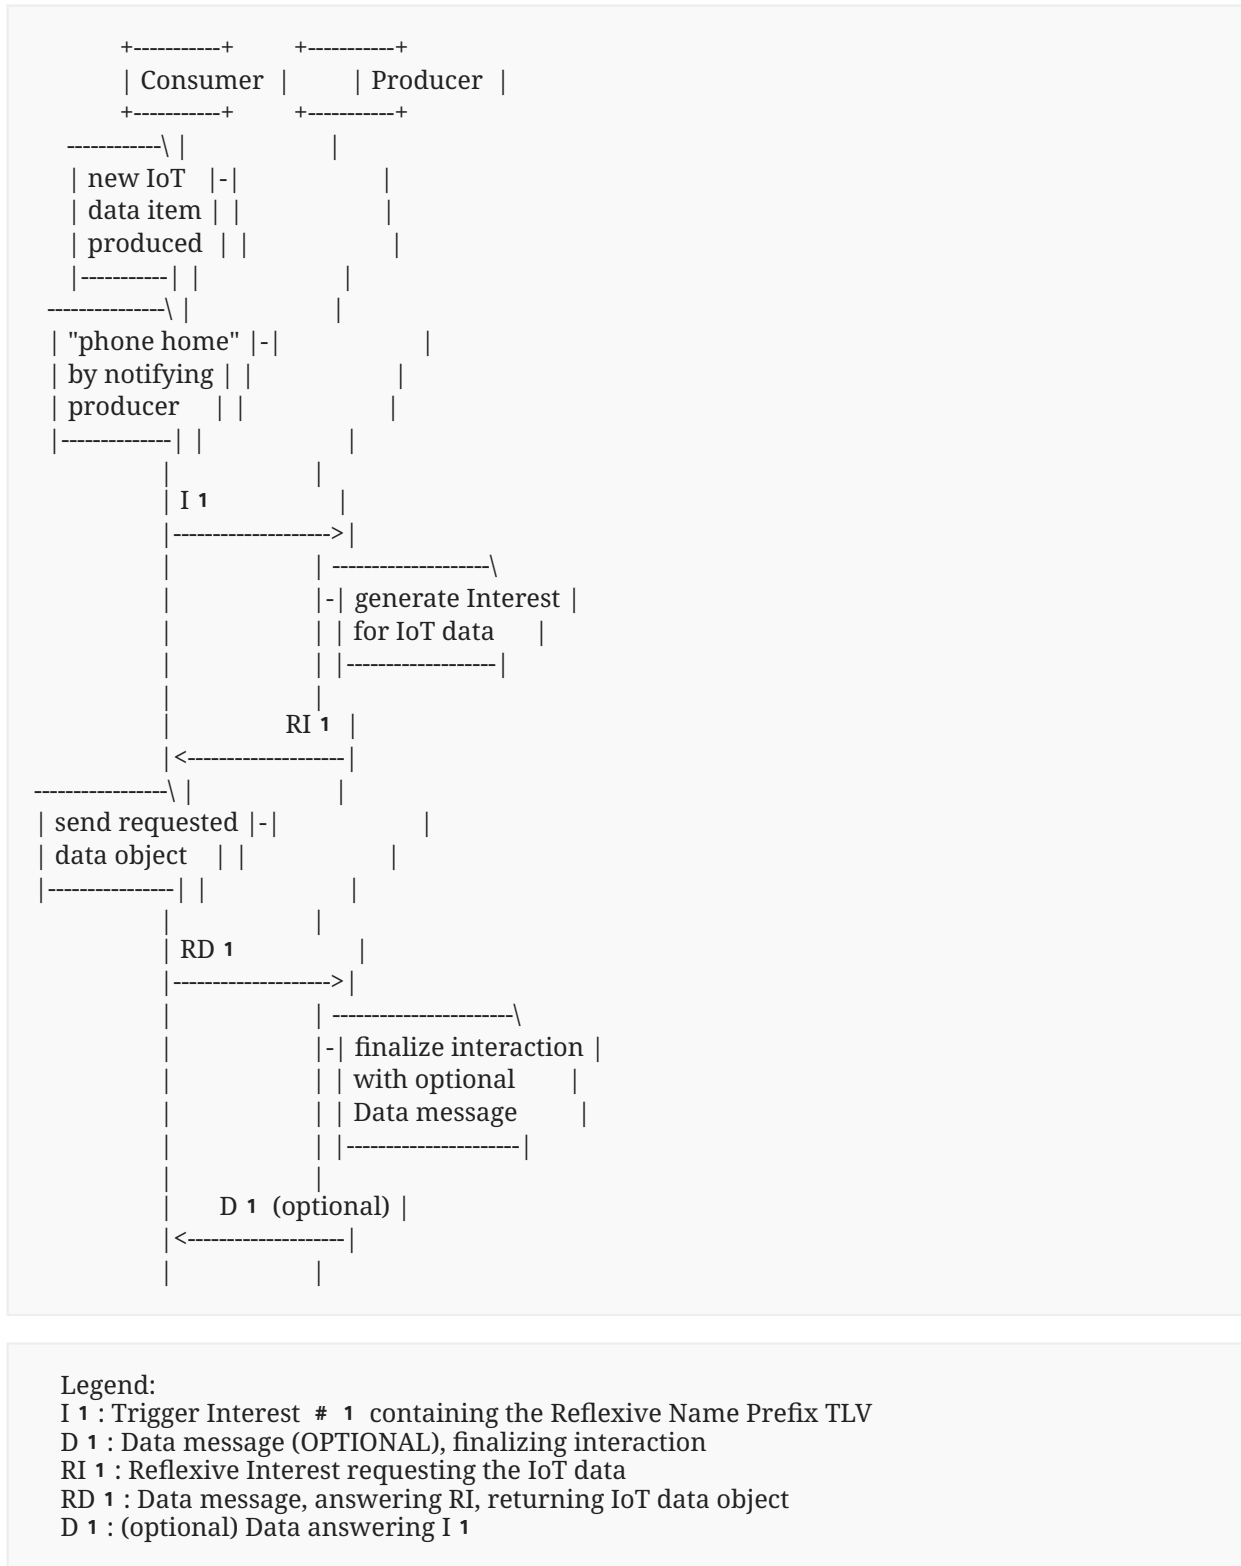 +-----------+ +-----------+
| Consumer | | Producer |
+-----------+ +-----------+
------------\ | |
| new IoT |-| |
| data item | | |
| produced | | |
|-----------| | |
---------------\ | |
| "phone home" |-| |
| by notifying | | |
| producer | | |
|--------------| | |
| |
| I 1 |
|-------------------->|
| | --------------------\
| |-| generate Interest |
| | | for IoT data |
| | |-------------------|
| |
| RI 1 |
|<--------------------|
-----------------\ | |
| send requested |-| |
| data object | | |
|----------------| | |
| |
| RD 1 |
|-------------------->|
| | -----------------------\
| |-| finalize interaction |
| | | with optional |
| | | Data message |
| | |----------------------|
| |
| D 1 (optional) |
|<--------------------|
| |
Legend:
I 1 : Trigger Interest # 1 containing the Reflexive Name Prefix TLV
D 1 : Data message (OPTIONAL), finalizing interaction
RI 1 : Reflexive Interest requesting the IoT data
RD 1 : Data message, answering RI, returning IoT data object
D 1 : (optional) Data answering I 1